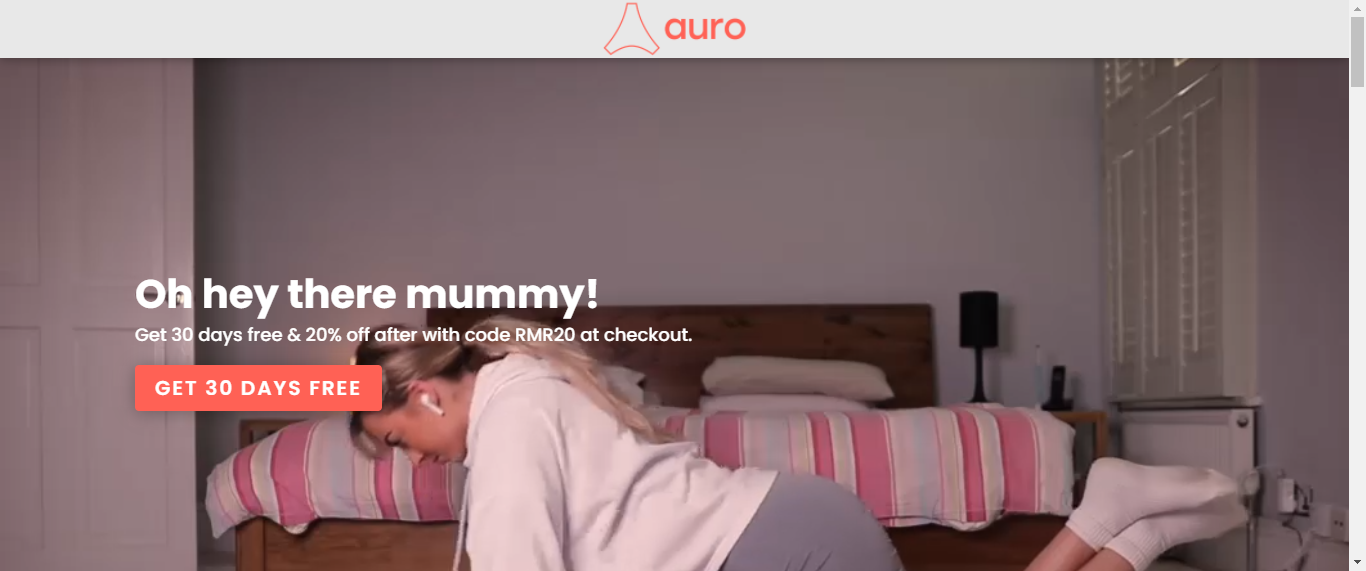 auro
Oh hey there mummy!
Get 30 days free & 20% off after with code RMR20 at checkout.
GET 30 DAYS FREE